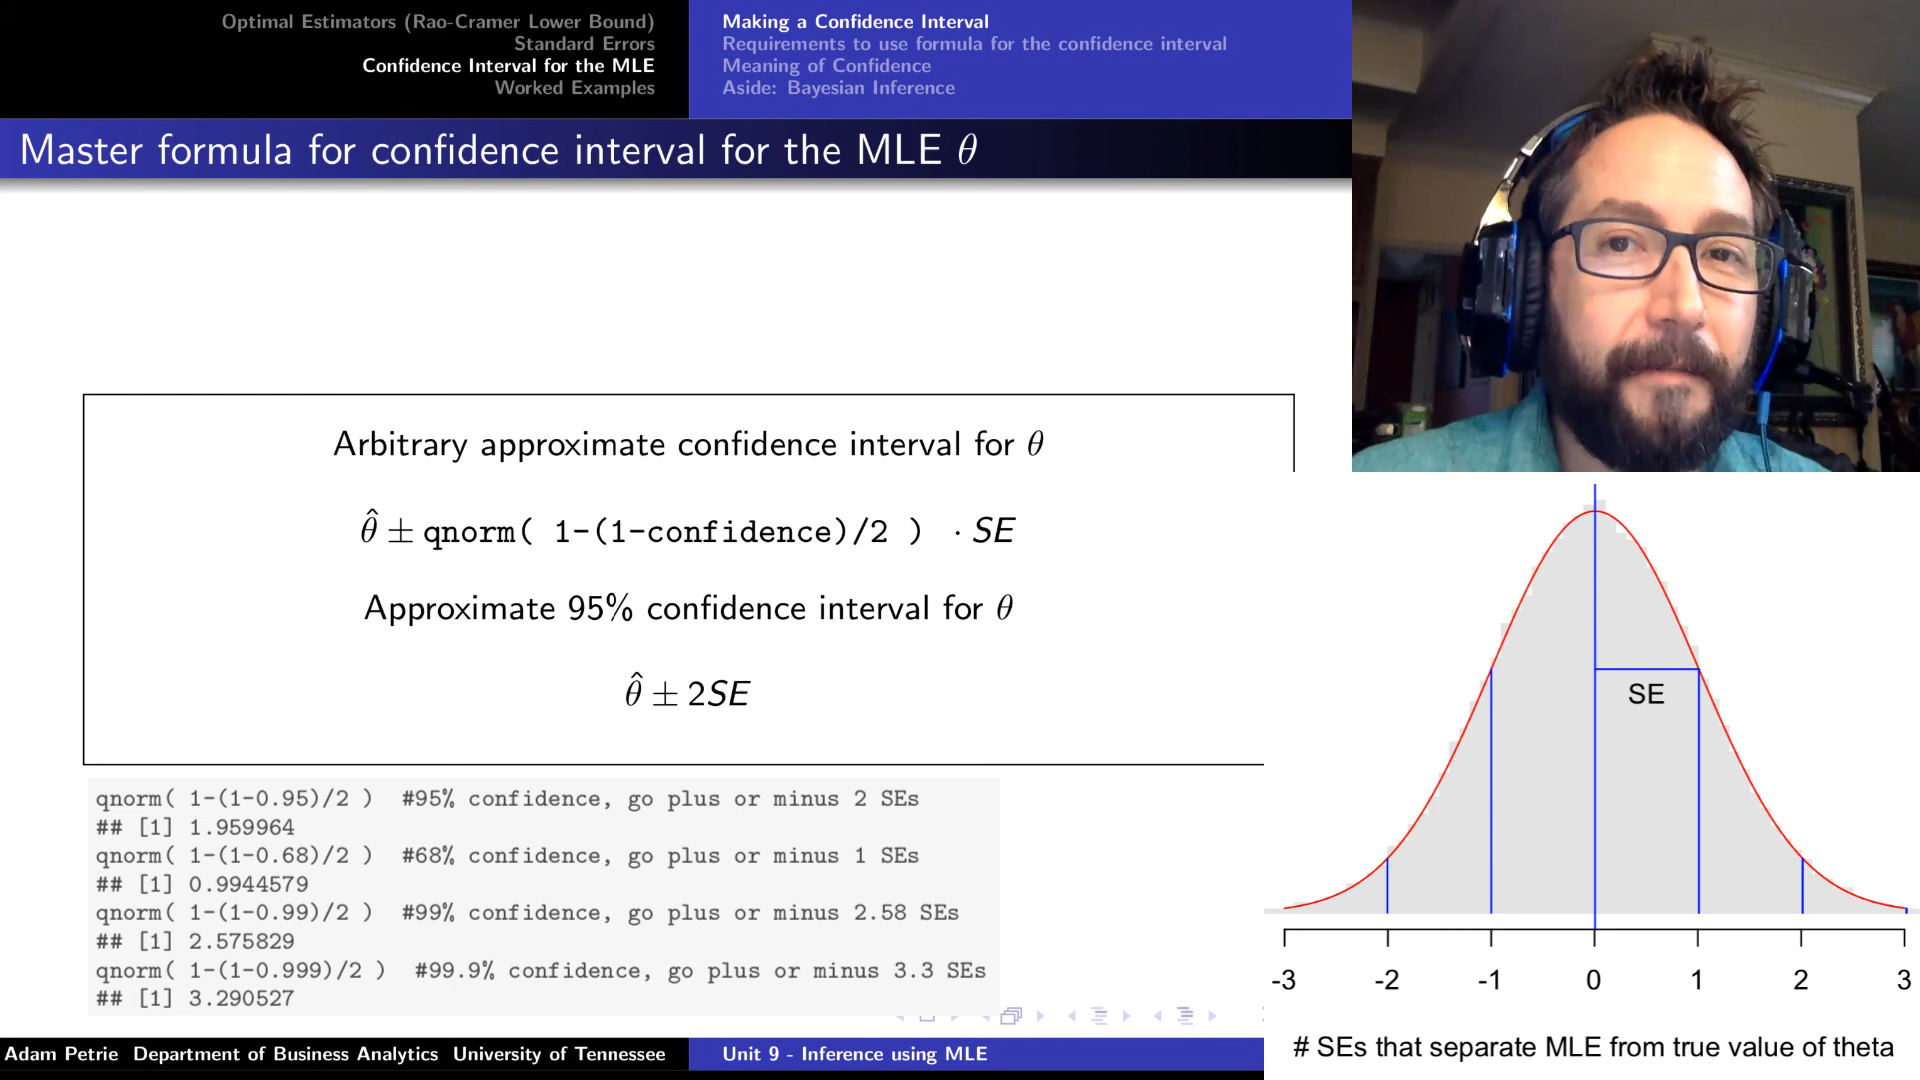 Optimal Estimators (Rao-Cramer Lower Bound)
Standard Errors
Confidence Interval for the MLE
Worked Examples
Making a Confidence Interval
Requirements to use formula for the confidence interval
Meaning of Confidence
Aside: Bayesian Inference
Master formula for confidence interval for the MLE θ
Arbitrary approximate confidence interval for θ
θ̂ ± qnorm( 1-(1-confidence)/2 ) · SE
Approximate 95% confidence interval for θ
θ̂ ± 2SE
qnorm( 1-(1-0.95)/2 ) #95% confidence, go plus or minus 2 SEs
## [1] 1.959964
qnorm( 1-(1-0.68)/2 ) #68% confidence, go plus or minus 1 SEs
## [1] 0.9944579
qnorm( 1-(1-0.99)/2 ) #99% confidence, go plus or minus 2.58 SEs
## [1] 2.575829
qnorm( 1-(1-0.999)/2 ) #99.9% confidence, go plus or minus 3.3 SEs
## [1] 3.290527
SE
-3 -2 -1 0 1 2 3
# SEs that separate MLE from true value of theta
Adam Petrie Department of Business Analytics University of Tennessee
Unit 9 - Inference using MLE